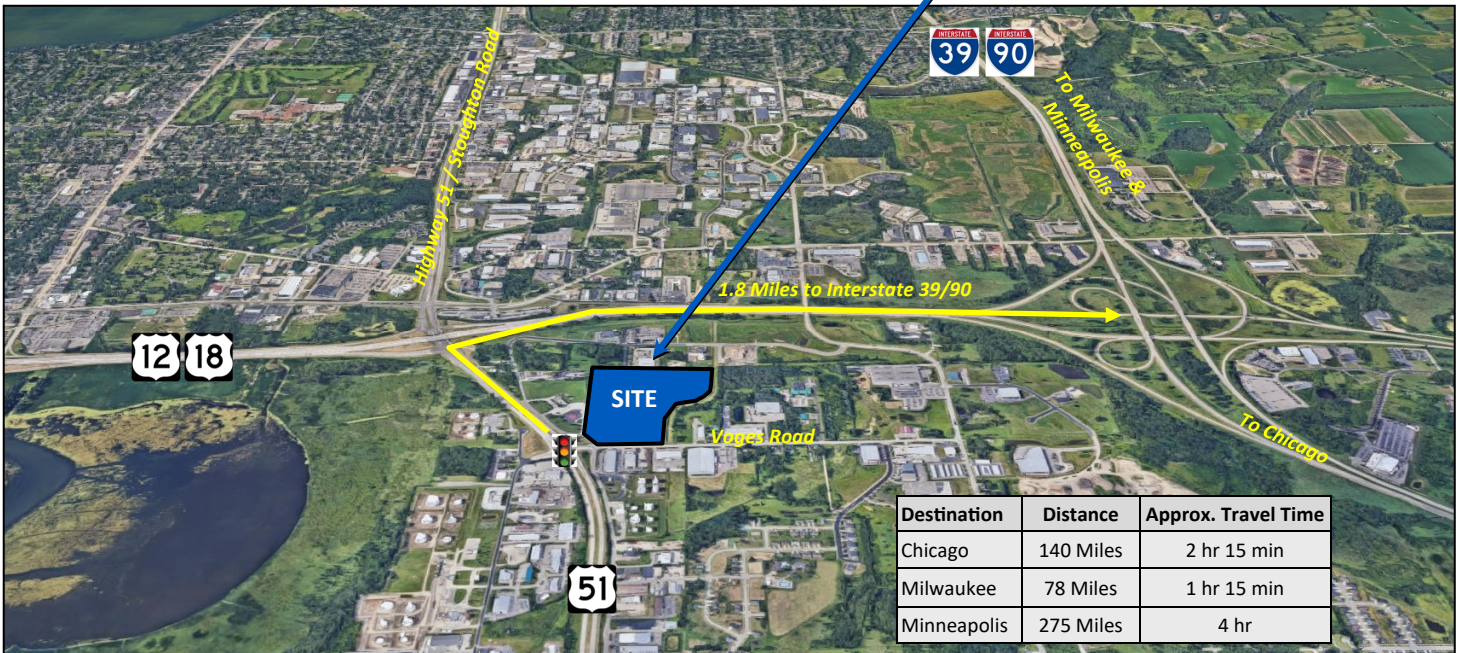 INTERSTATE
39
INTERSTATE
90
To Milwaukee &
Minneapolis
Highway 51 / Stoughton Road
1.8 Miles to Interstate 39/90
12
18
SITE
Voges Road
To Chicago
51
Destination Distance Approx. Travel Time
Chicago 140 Miles 2 hr 15 min
Milwaukee 78 Miles 1 hr 15 min
Minneapolis 275 Miles 4 hr